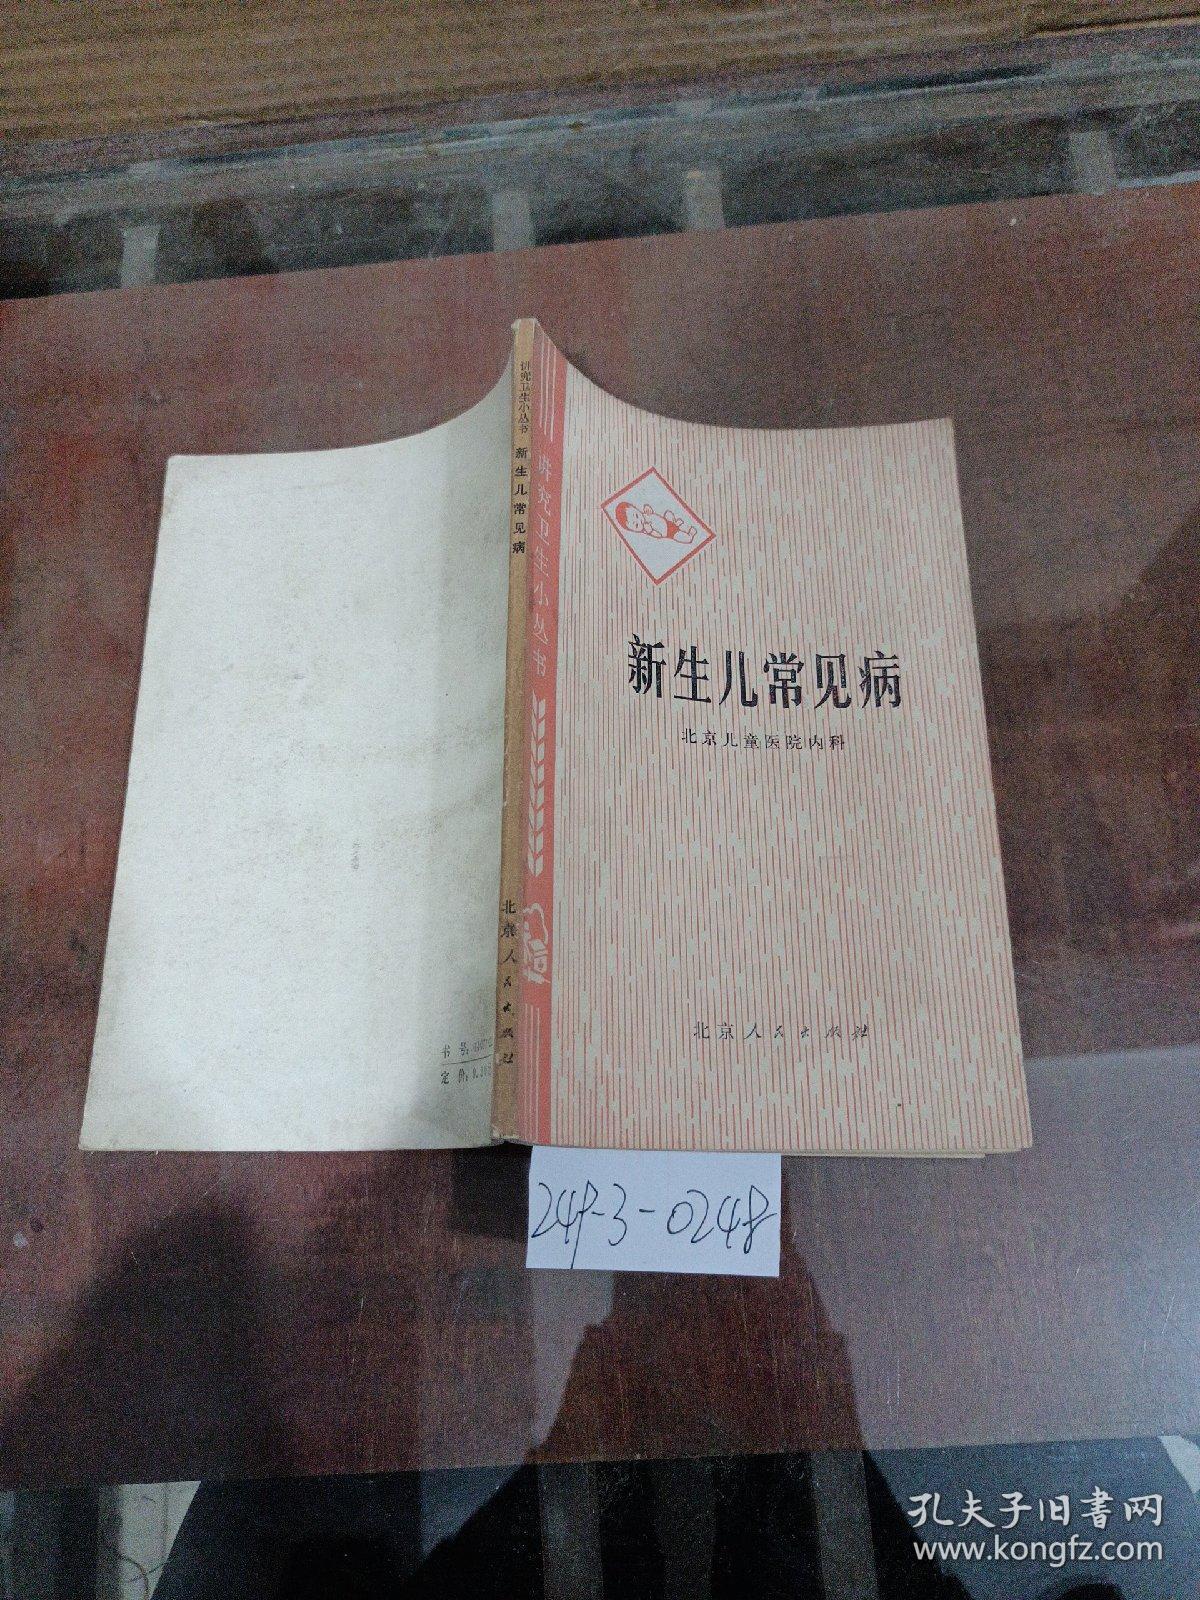 讲究卫生小丛书 新生儿常见病 北京人民出版社
讲究卫生小丛书
新生儿常见病
北京儿童医院内科
北京人民出版社
书号:
定价:0.
24P-3-0248
孔夫子旧书网
www.kongfz.com